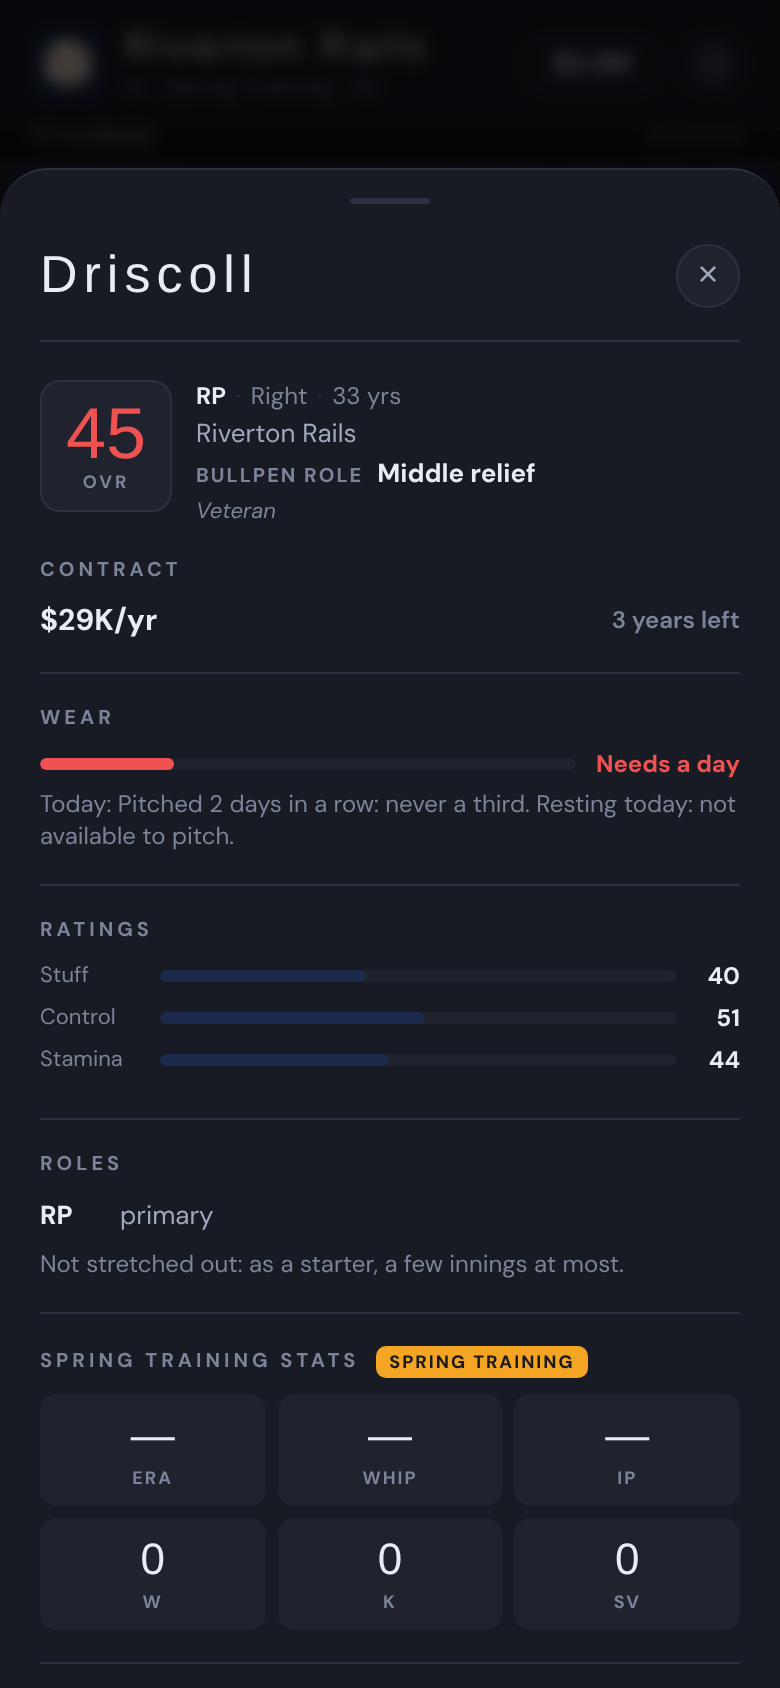 Riverton Rails
Driscoll
×
45
OVR
RP · Right · 33 yrs
Riverton Rails
BULLPEN ROLE Middle relief
Veteran
CONTRACT
$29K/yr 3 years left
WEAR
Needs a day
Today: Pitched 2 days in a row: never a third. Resting today: not
available to pitch.
RATINGS
Stuff 40
Control 51
Stamina 44
ROLES
RP primary
Not stretched out: as a starter, a few innings at most.
SPRING TRAINING STATS SPRING TRAINING
— — —
ERA WHIP IP
0 0 0
W K SV